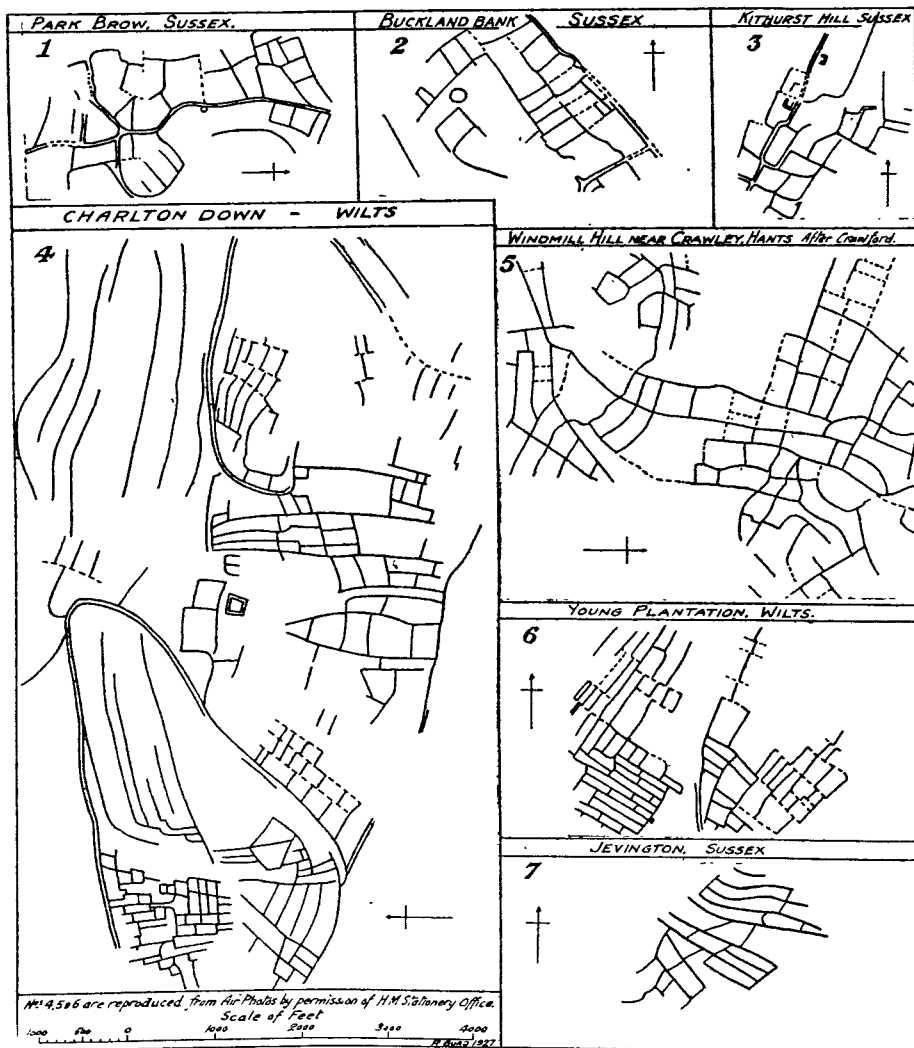 PARK BROW, SUSSEX.
1
BUCKLAND BANK SUSSEX
2
KITHURST HILL SUSSEX
3
CHARLTON DOWN - WILTS
4
WINDMILL HILL NEAR CRAWLEY, HANTS After Crawford.
5
YOUNG PLANTATION, WILTS.
6
JEVINGTON, SUSSEX
7
Nos 4, 5 & 6 are reproduced from Air Photos by permission of H.M. Stationery Office.
Scale of Feet
1000 500 0 1000 2000 3000 4000
1927